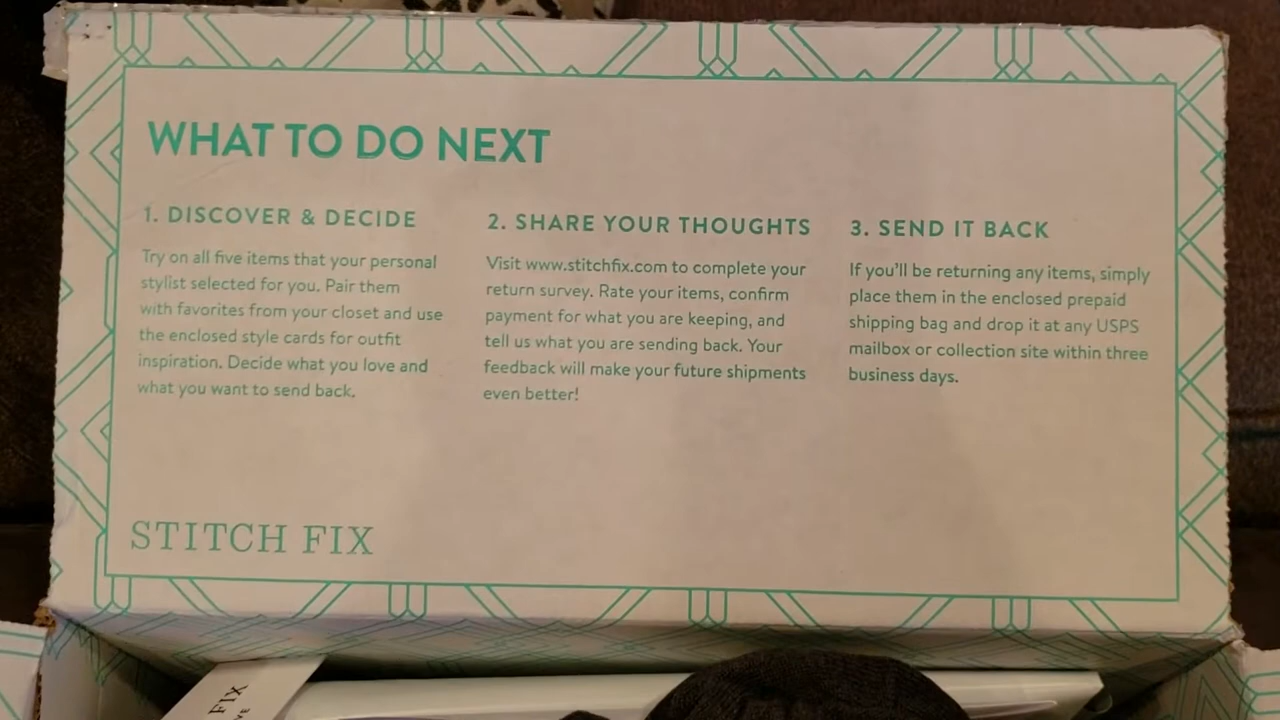 WHAT TO DO NEXT
1. DISCOVER & DECIDE
Try on all five items that your personal
stylist selected for you. Pair them
with favorites from your closet and use
the enclosed style cards for outfit
inspiration. Decide what you love and
what you want to send back.
2. SHARE YOUR THOUGHTS
Visit www.stitchfix.com to complete your
return survey. Rate your items, confirm
payment for what you are keeping, and
tell us what you are sending back. Your
feedback will make your future shipments
even better!
3. SEND IT BACK
If you'll be returning any items, simply
place them in the enclosed prepaid
shipping bag and drop it at any USPS
mailbox or collection site within three
business days.
STITCH FIX
FIX